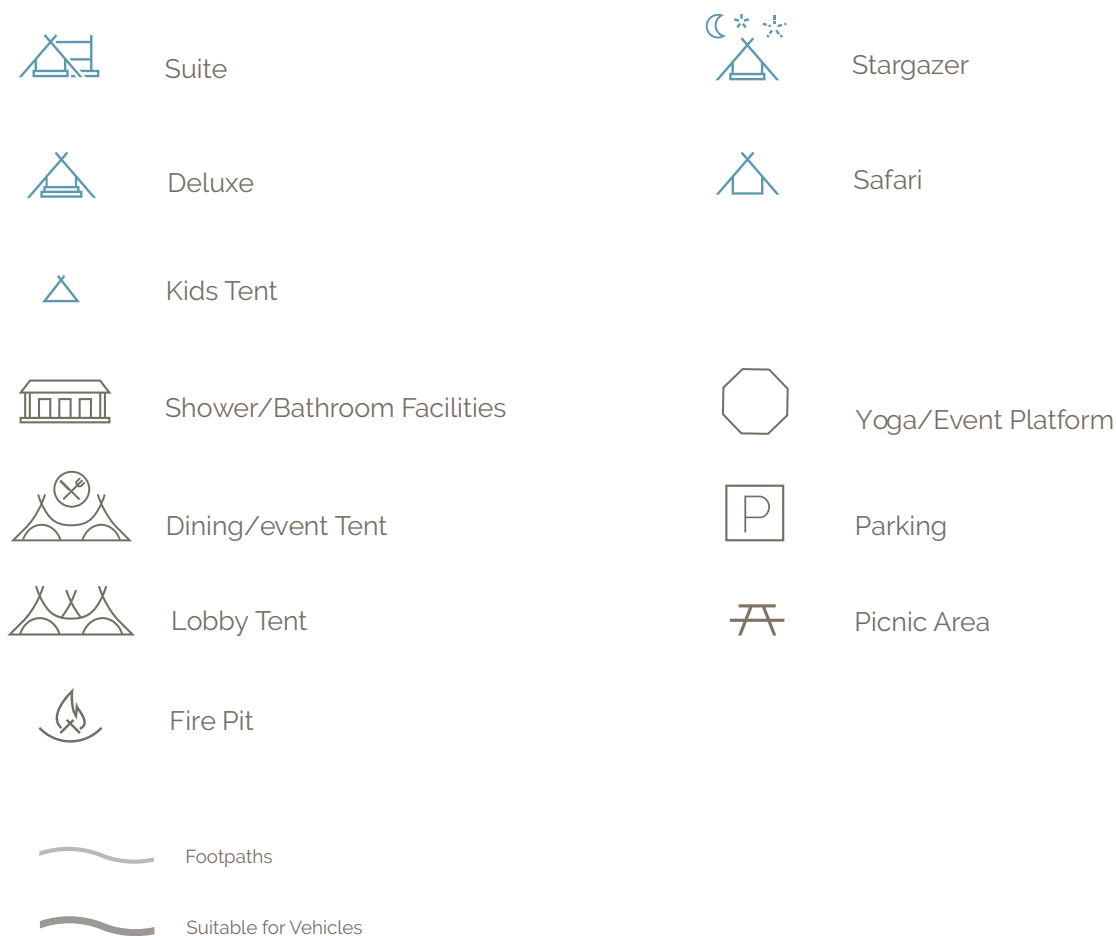 Suite
Stargazer
Deluxe
Safari
Kids Tent
Shower/Bathroom Facilities
Yoga/Event Platform
Dining/event Tent
P
Parking
Lobby Tent
Picnic Area
Fire Pit
Footpaths
Suitable for Vehicles